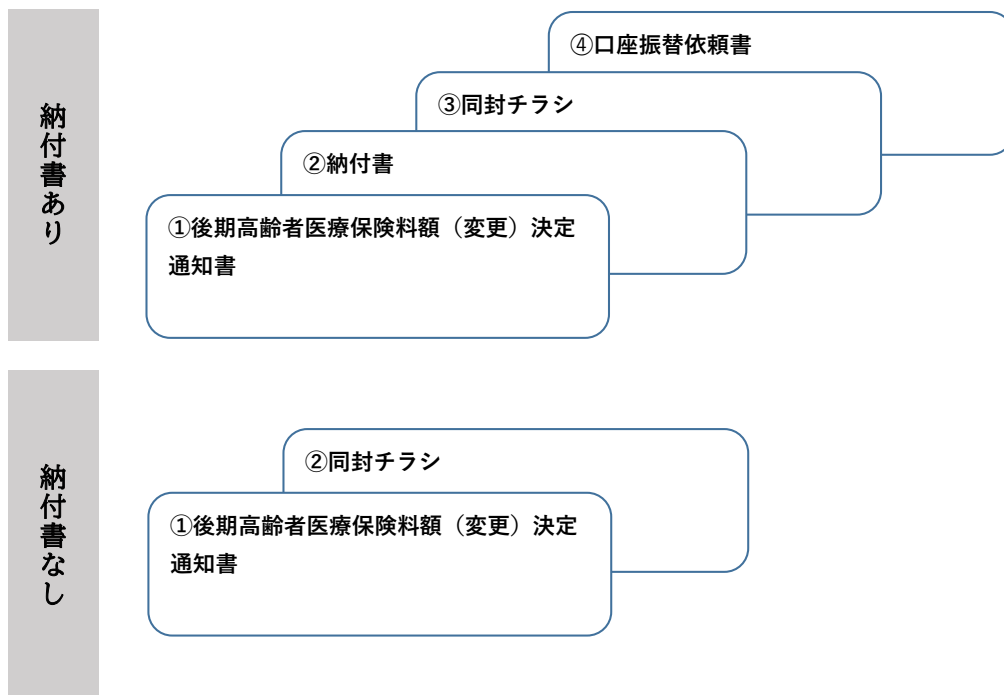 納付書あり
④口座振替依頼書
③同封チラシ
②納付書
①後期高齢者医療保険料額（変更）決定
通知書
納付書なし
②同封チラシ
①後期高齢者医療保険料額（変更）決定
通知書